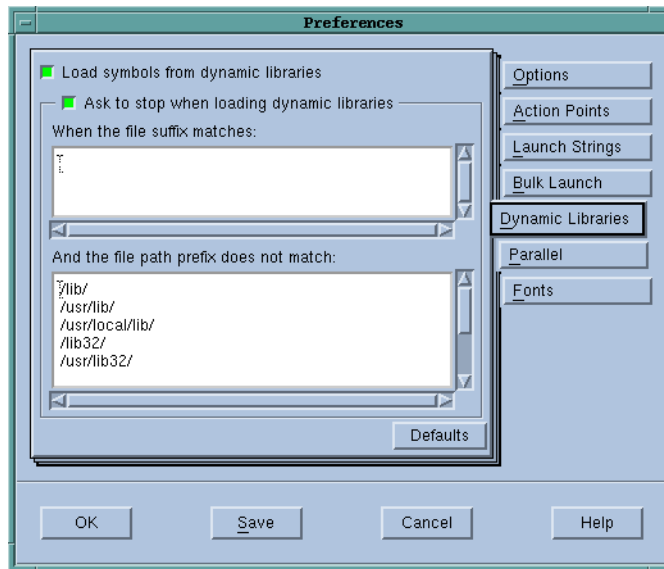 Preferences
Load symbols from dynamic libraries
Ask to stop when loading dynamic libraries
When the file suffix matches:
And the file path prefix does not match:
/lib/
/usr/lib/
/usr/local/lib/
/lib32/
/usr/lib32/
Defaults
Options
Action Points
Launch Strings
Bulk Launch
Dynamic Libraries
Parallel
Fonts
OK
Save
Cancel
Help